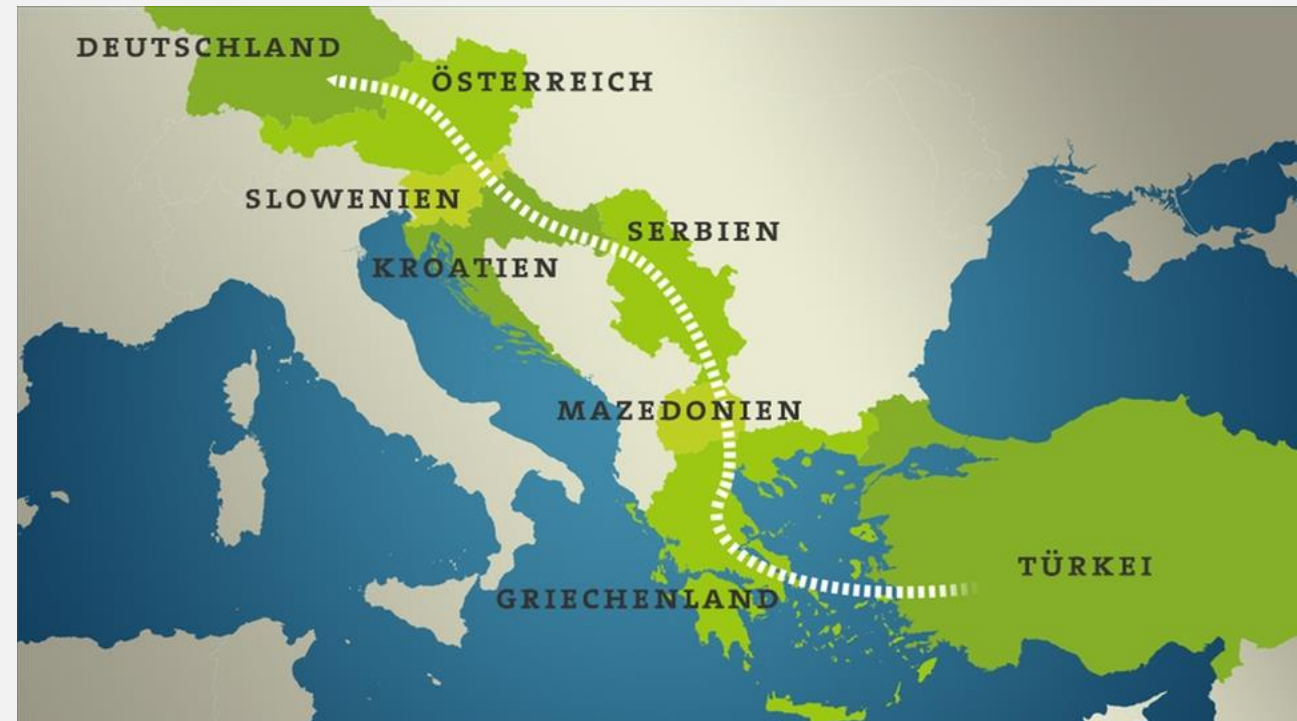 DEUTSCHLAND
ÖSTERREICH
SLOWENIEN
SERBIEN
KROATIEN
MAZEDONIEN
TÜRKEI
GRIECHENLAND